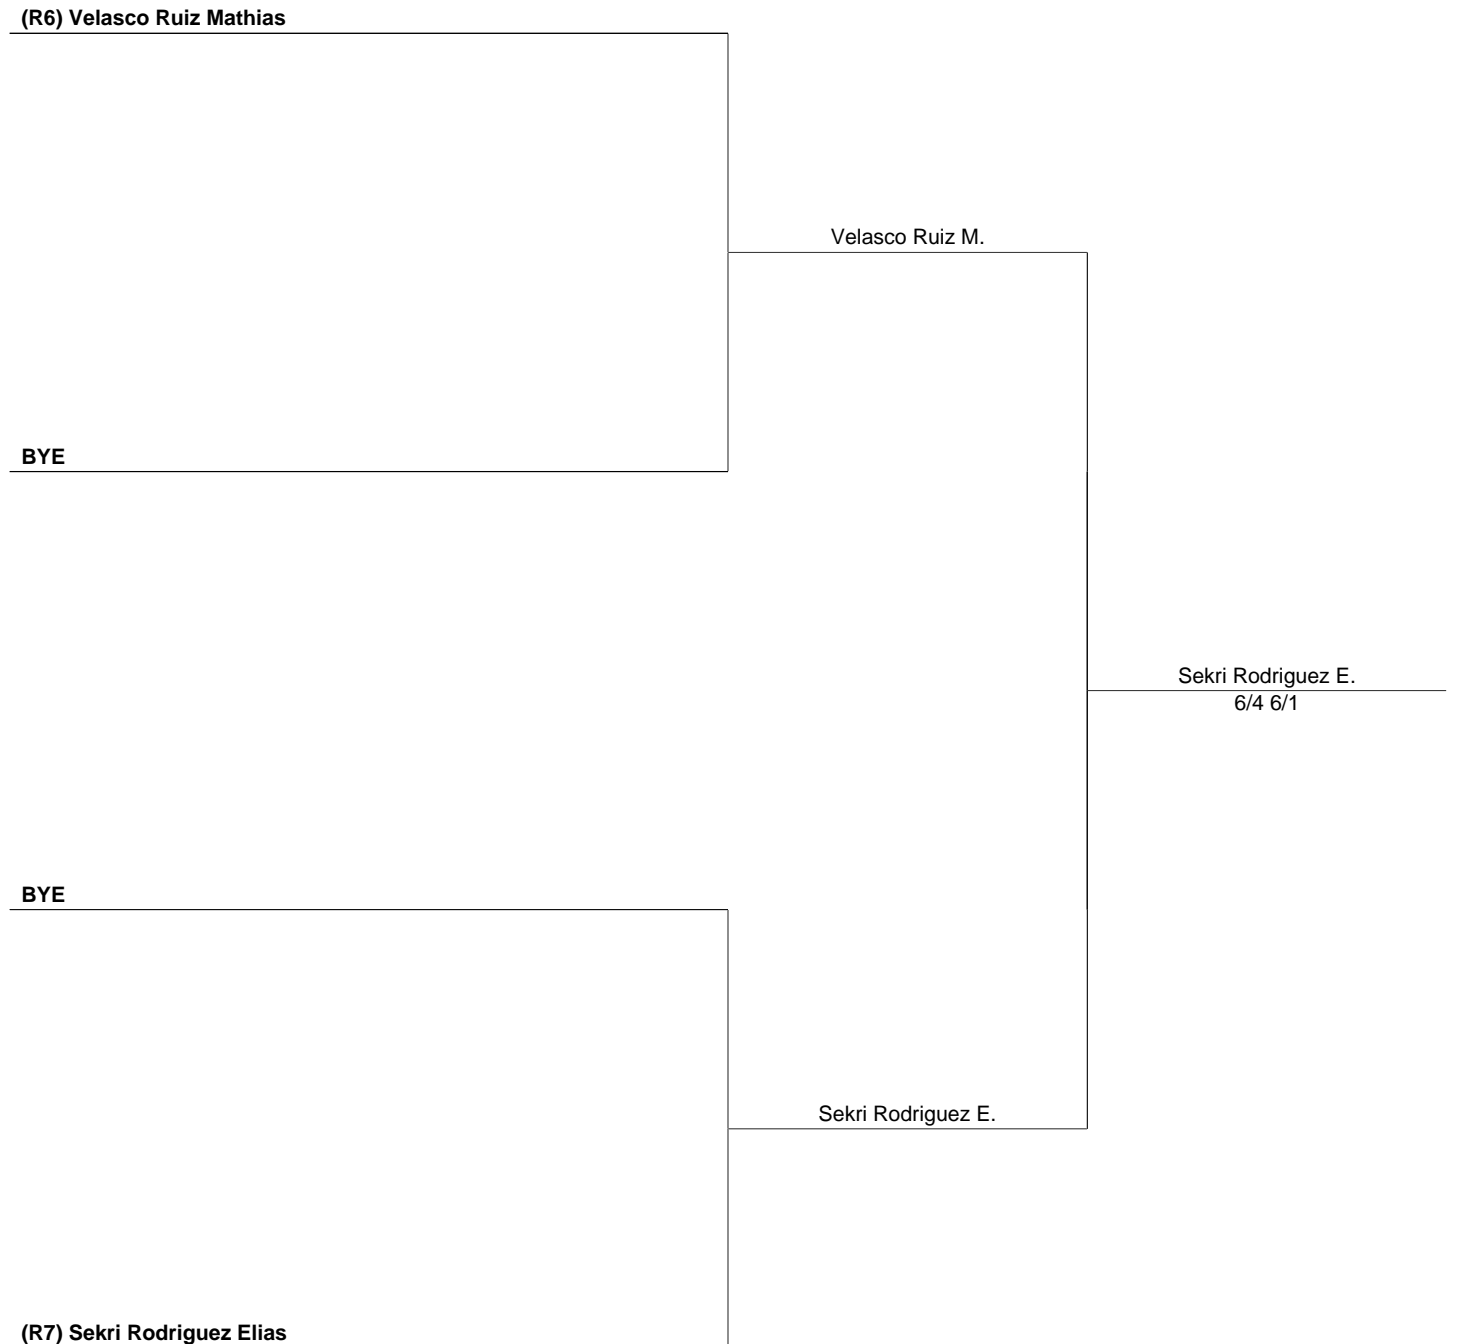 (R6) Velasco Ruiz Mathias
Velasco Ruiz M.
BYE
Sekri Rodriguez E.
6/4 6/1
BYE
Sekri Rodriguez E.
(R7) Sekri Rodriguez Elias